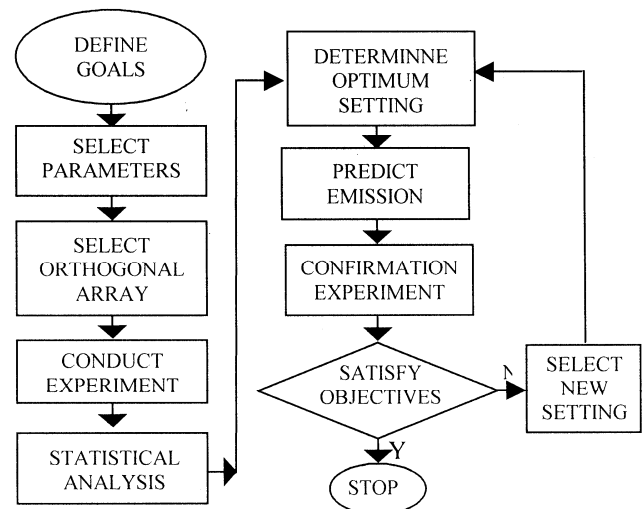 DEFINE
GOALS
SELECT
PARAMETERS
SELECT
ORTHOGONAL
ARRAY
CONDUCT
EXPERIMENT
STATISTICAL
ANALYSIS
DETERMINNE
OPTIMUM
SETTING
PREDICT
EMISSION
CONFIRMATION
EXPERIMENT
SATISFY
OBJECTIVES
N
SELECT
NEW
SETTING
Y
STOP